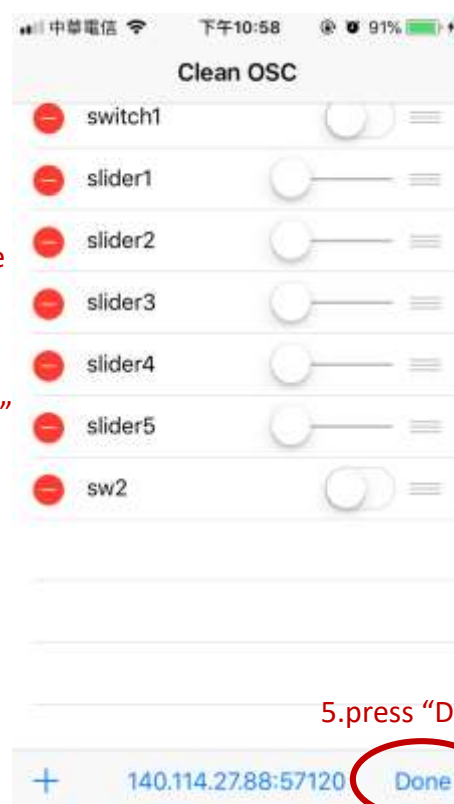 中華電信 下午10:58 91%
Clean OSC
switch1
slider1
slider2
e
slider3
slider4
”
slider5
sw2
5.press “D
140.114.27.88:57120 Done